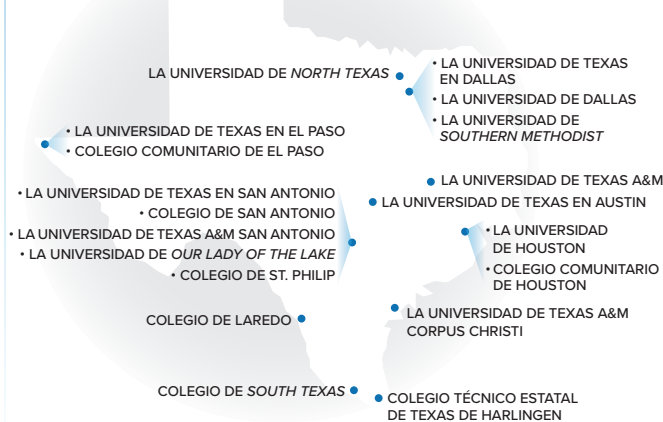 LA UNIVERSIDAD DE NORTH TEXAS
• LA UNIVERSIDAD DE TEXAS
EN DALLAS
• LA UNIVERSIDAD DE DALLAS
• LA UNIVERSIDAD DE
SOUTHERN METHODIST
• LA UNIVERSIDAD DE TEXAS EN EL PASO
• COLEGIO COMUNITARIO DE EL PASO
LA UNIVERSIDAD DE TEXAS A&M
LA UNIVERSIDAD DE TEXAS EN AUSTIN
• LA UNIVERSIDAD DE TEXAS EN SAN ANTONIO
• COLEGIO DE SAN ANTONIO
• LA UNIVERSIDAD DE TEXAS A&M SAN ANTONIO
• LA UNIVERSIDAD DE OUR LADY OF THE LAKE
• COLEGIO DE ST. PHILIP
• LA UNIVERSIDAD
DE HOUSTON
• COLEGIO COMUNITARIO
DE HOUSTON
COLEGIO DE LAREDO
LA UNIVERSIDAD DE TEXAS A&M
CORPUS CHRISTI
COLEGIO DE SOUTH TEXAS
COLEGIO TÉCNICO ESTATAL
DE TEXAS DE HARLINGEN